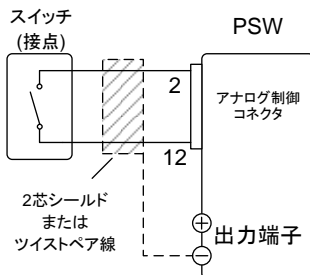 スイッチ
(接点)
PSW
2
アナログ制御
コネクタ
12
2芯シールド
または
ツイストペア線
+
出力端子
−